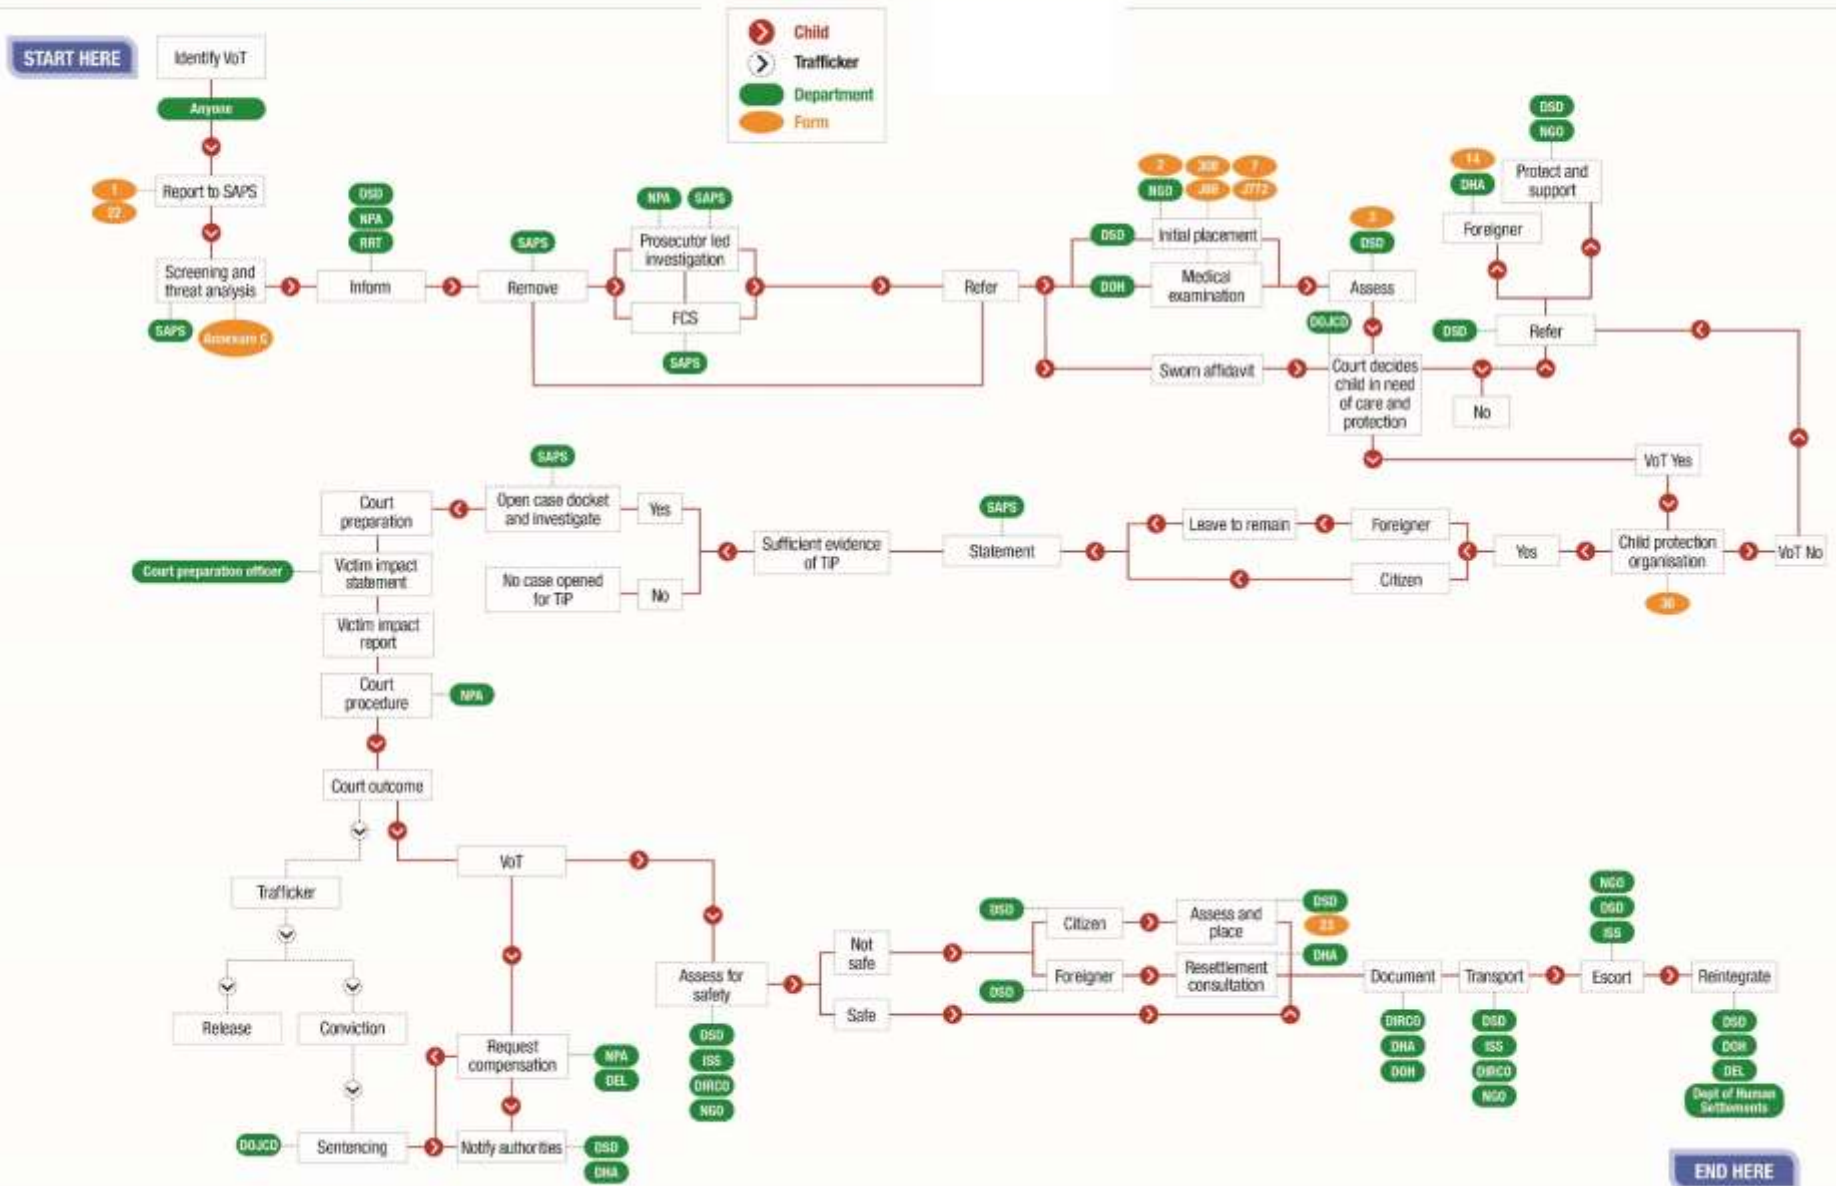 START HERE
Identify VoT
Anyone
Child
Trafficker
Department
Form
1
22
Report to SAPS
Screening and
threat analysis
SAPS
Annexure C
DSD
NPA
RRT
Inform
SAPS
Remove
NPA
SAPS
Prosecutor led
investigation
FCS
SAPS
Refer
DSD
DOH
2
308
7
NGO
J88
J772
Initial placement
Medical
examination
Sworn affidavit
3
DSD
Assess
DOJCD
Court decides
child in need
of care and
protection
No
DSD
Refer
14
DHA
Foreigner
DSD
NGO
Protect and
support
VoT Yes
Child protection
organisation
VoT No
Yes
Foreigner
Citizen
Leave to remain
SAPS
Statement
Sufficient evidence
of TiP
Yes
No
SAPS
Open case docket
and investigate
No case opened
for TiP
Court
preparation
Court preparation officer
Victim impact
statement
Victim impact
report
Court
procedure
NPA
Court outcome
Trafficker
Release
Conviction
DOJCD
Sentencing
VoT
Request
compensation
NPA
DEL
Notify authorities
DSD
DHA
Assess for
safety
DSD
ISS
DIRCO
NGO
Not
safe
Safe
DSD
Citizen
Foreigner
DSD
Assess and
place
DSD
Resettlement
consultation
DHA
Document
DIRCO
DHA
DOH
Transport
DSD
ISS
DIRCO
NGO
NGO
DSD
ISS
Escort
Reintegrate
DSD
DOH
DEL
Dept of Human
Settlements
END HERE